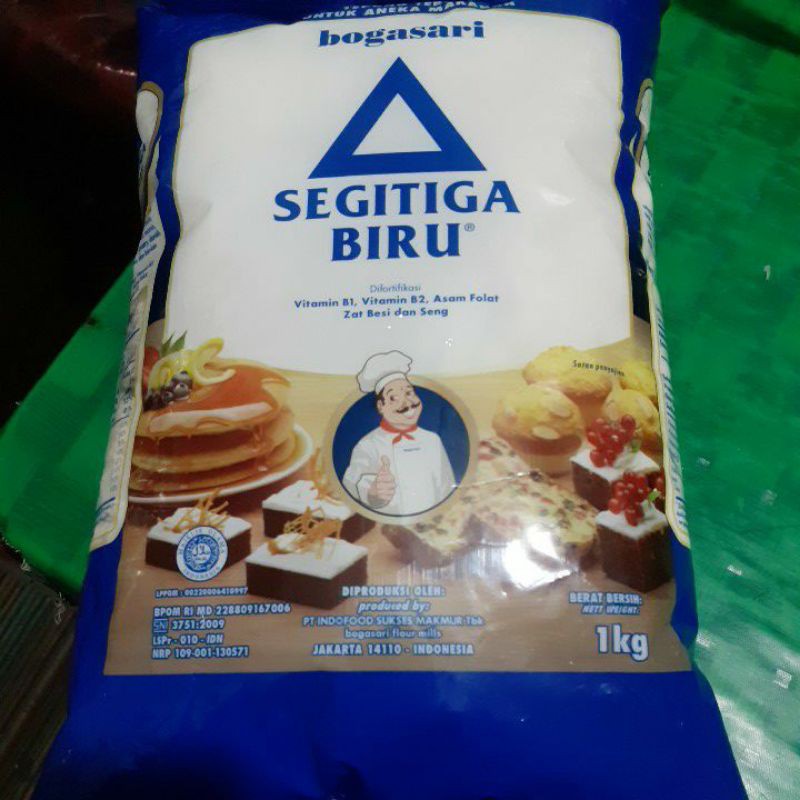 UNTUK ANEKA MAKANAN
bogasari
SEGITIGA
BIRU®
Difortifikasi
Vitamin B1, Vitamin B2, Asam Folat
Zat Besi dan Seng
Saran penyajian
LPPOM : 00220006410997
BPOM RI MD 228809167006
SNI 3751:2009
LSPr - 010 - IDN
NRP 109-001-130571
DIPRODUKSI OLEH:
produced by:
PT INDOFOOD SUKSES MAKMUR Tbk
bogasari flour mills
JAKARTA 14110 - INDONESIA
BERAT BERSIH:
NETT WEIGHT:
1kg